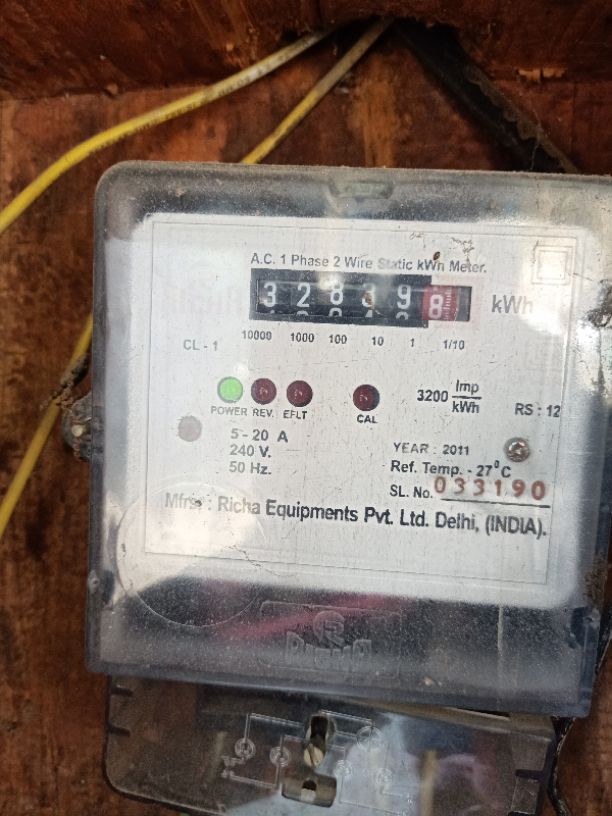 A.C. 1 Phase 2 Wire Static kWh Meter.
3 2 8 3 9 8 kWh
CL - 1 10000 1000 100 10 1 1/10
POWER REV. EFLT CAL 3200 Imp/kWh RS : 12
5 - 20 A
240 V.
50 Hz.
YEAR : 2011
Ref. Temp. - 27°C
SL. No. 033190
Mfrs. : Richa Equipments Pvt. Ltd. Delhi, (INDIA).